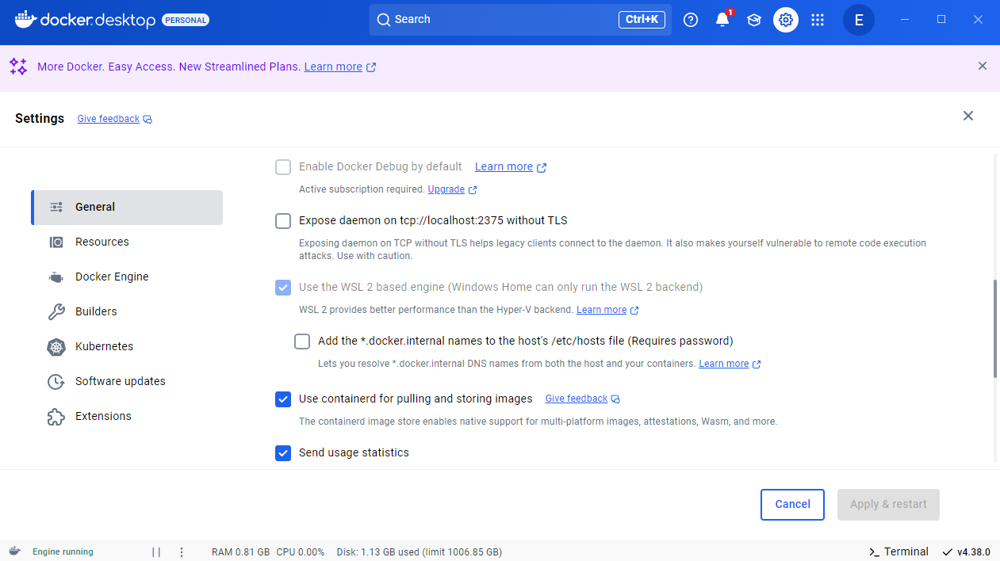 docker.desktop PERSONAL Search Ctrl+K 1 E
More Docker. Easy Access. New Streamlined Plans. Learn more
Settings Give feedback
General
Resources
Docker Engine
Builders
Kubernetes
Software updates
Extensions
Enable Docker Debug by default Learn more
Active subscription required. Upgrade
Expose daemon on tcp://localhost:2375 without TLS
Exposing daemon on TCP without TLS helps legacy clients connect to the daemon. It also makes yourself vulnerable to remote code execution
attacks. Use with caution.
Use the WSL 2 based engine (Windows Home can only run the WSL 2 backend)
WSL 2 provides better performance than the Hyper-V backend. Learn more
Add the *.docker.internal names to the host's /etc/hosts file (Requires password)
Lets you resolve *.docker.internal DNS names from both the host and your containers. Learn more
Use containerd for pulling and storing images Give feedback
The containerd image store enables native support for multi-platform images, attestations, Wasm, and more.
Send usage statistics
Cancel Apply & restart
Engine running RAM 0.81 GB CPU 0.00% Disk: 1.13 GB used (limit 1006.85 GB) Terminal v4.38.0